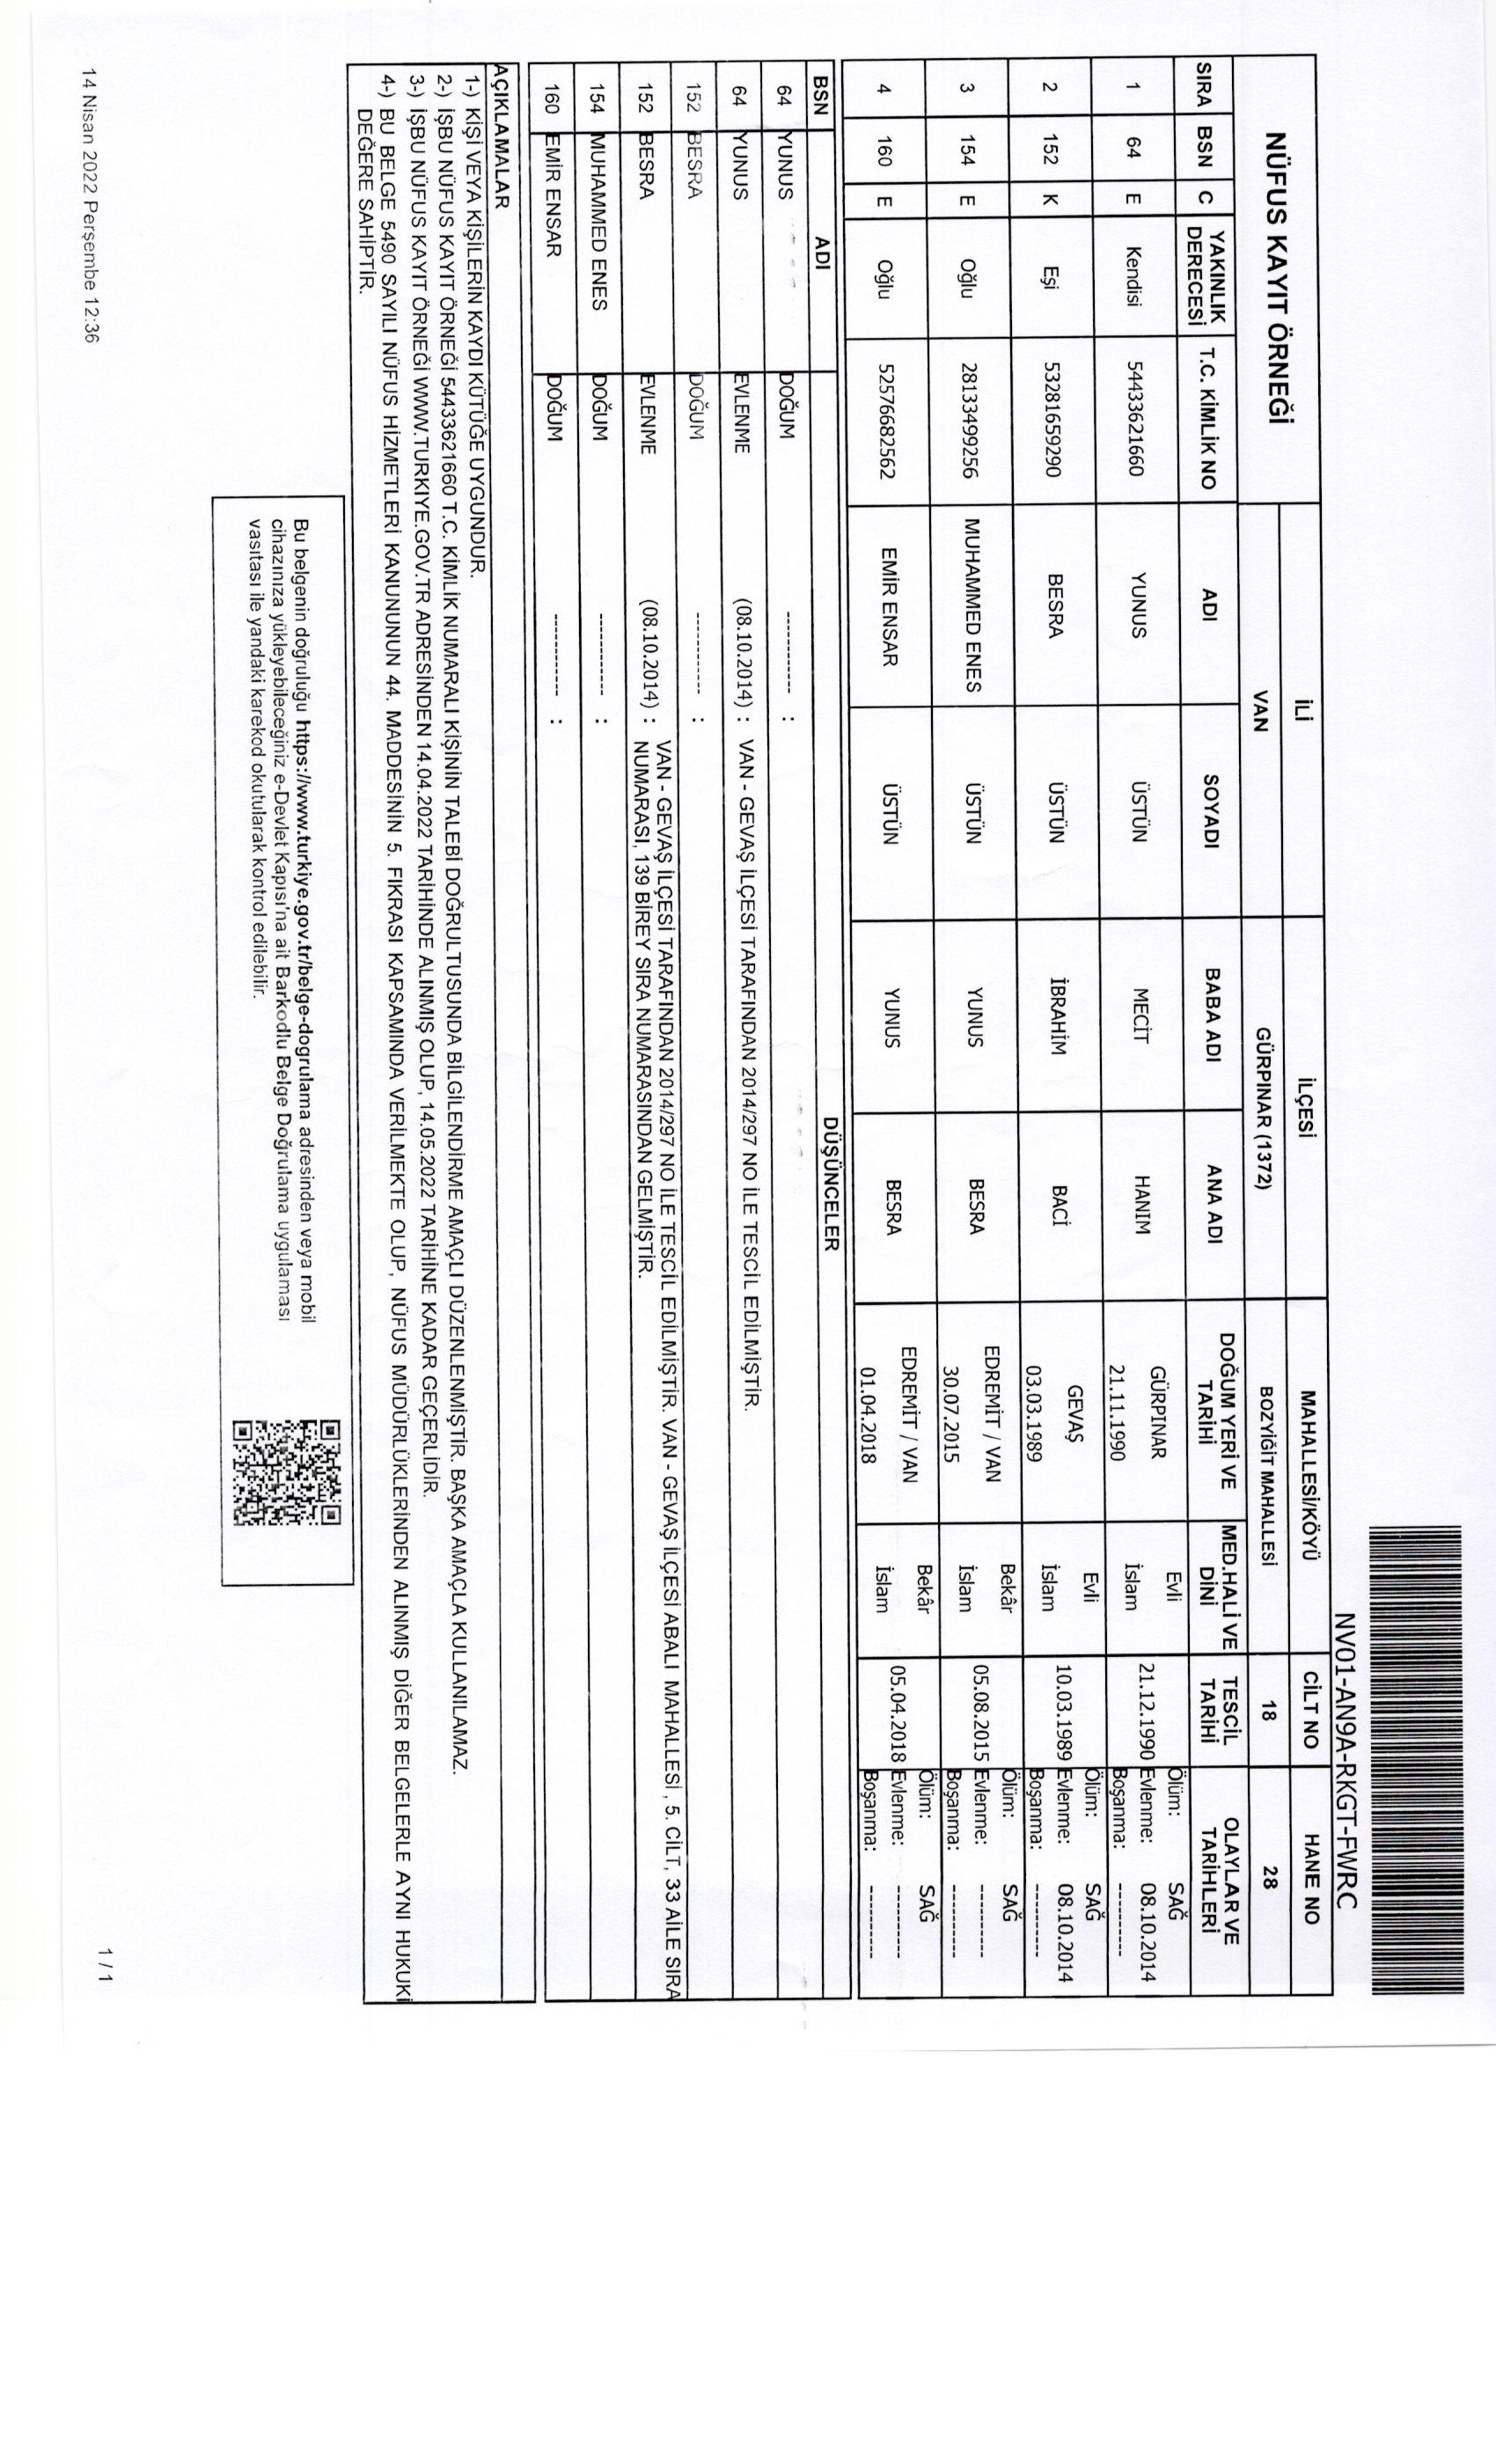 NV01-AN9A-RKGT-FWRC
NÜFUS KAYIT ÖRNEĞİ
İLİ İLÇESİ MAHALLESİ/KÖYÜ CİLT NO HANE NO
VAN GÜRPINAR (1372) BOZYİĞİT MAHALLESİ 18 28
SIRA BSN C YAKINLIK DERECESİ T.C. KİMLİK NO ADI SOYADI BABA ADI ANA ADI DOĞUM YERİ VE TARİHİ MED.HALİ VE DİNİ TESCİL TARİHİ OLAYLAR VE TARİHLERİ
1 64 E Kendisi 54433621660 YUNUS ÜSTÜN MECİT HANIM GÜRPINAR 21.11.1990 Evli İslam 21.12.1990 Ölüm: SAĞ Evlenme: 08.10.2014 Boşanma: ----------
2 152 K Eşi 53281659290 BESRA ÜSTÜN İBRAHİM BACİ GEVAŞ 03.03.1989 Evli İslam 10.03.1989 Ölüm: SAĞ Evlenme: 08.10.2014 Boşanma: ----------
3 154 E Oğlu 28133499256 MUHAMMED ENES ÜSTÜN YUNUS BESRA EDREMİT / VAN 30.07.2015 Bekâr İslam 05.08.2015 Ölüm: SAĞ Evlenme: ---------- Boşanma: ----------
4 160 E Oğlu 52576682562 EMİR ENSAR ÜSTÜN YUNUS BESRA EDREMİT / VAN 01.04.2018 Bekâr İslam 05.04.2018 Ölüm: SAĞ Evlenme: ---------- Boşanma: ----------
BSN ADI DÜŞÜNCELER
64 YUNUS DOĞUM ----------- :
64 YUNUS EVLENME (08.10.2014) : VAN - GEVAŞ İLÇESİ TARAFINDAN 2014/297 NO İLE TESCİL EDİLMİŞTİR.
152 BESRA DOĞUM ----------- :
152 BESRA EVLENME (08.10.2014) : VAN - GEVAŞ İLÇESİ TARAFINDAN 2014/297 NO İLE TESCİL EDİLMİŞTİR. VAN - GEVAŞ İLÇESİ ABALI MAHALLESİ , 5. CİLT, 33 AİLE SIRA
NUMARASI, 139 BİREY SIRA NUMARASINDAN GELMİŞTİR.
154 MUHAMMED ENES DOĞUM ----------- :
160 EMİR ENSAR DOĞUM ----------- :
AÇIKLAMALAR
1-) KİŞİ VEYA KİŞİLERİN KAYDI KÜTÜĞE UYGUNDUR.
2-) İŞBU NÜFUS KAYIT ÖRNEĞİ 54433621660 T.C. KİMLİK NUMARALI KİŞİNİN TALEBİ DOĞRULTUSUNDA BİLGİLENDİRME AMAÇLI DÜZENLENMİŞTİR. BAŞKA AMAÇLA KULLANILAMAZ.
3-) İŞBU NÜFUS KAYIT ÖRNEĞİ WWW.TURKIYE.GOV.TR ADRESİNDEN 14.04.2022 TARİHİNDE ALINMIŞ OLUP, 14.05.2022 TARİHİNE KADAR GEÇERLİDİR.
4-) BU BELGE 5490 SAYILI NÜFUS HİZMETLERİ KANUNUNUN 44. MADDESİNİN 5. FIKRASI KAPSAMINDA VERİLMEKTE OLUP, NÜFUS MÜDÜRLÜKLERİNDEN ALINMIŞ DİĞER BELGELERLE AYNI HUKUKİ
DEĞERE SAHİPTİR.
Bu belgenin doğruluğu https://www.turkiye.gov.tr/belge-dogrulama adresinden veya mobil
cihazınıza yükleyebileceğiniz e-Devlet Kapısı'na ait Barkodlu Belge Doğrulama uygulaması
vasıtası ile yandaki karekod okutularak kontrol edilebilir.
14 Nisan 2022 Perşembe 12:36
1 / 1